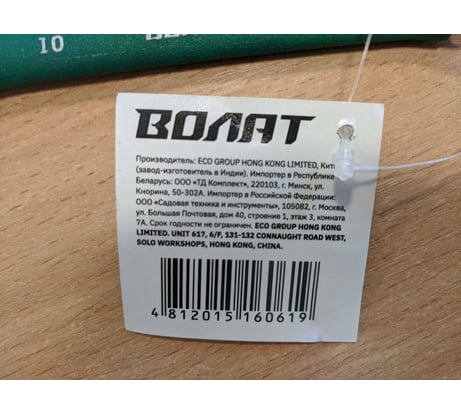 10
ВОЛАТ
Производитель: ECO GROUP HONG KONG LIMITED, Кит
(завод-изготовитель в Индии). Импортер в Республике
Беларусь: ООО «ТД Комплект», 220103, г. Минск, ул.
Кнорина, 50-302А. Импортер в Российской Федерации:
ООО «Садовая техника и инструменты», 105082, г. Москва,
ул. Большая Почтовая, дом 40, строение 1, этаж 3, комната
7А. Срок годности не ограничен. ECO GROUP HONG KONG
LIMITED. UNIT 617, 6/F, 131-132 CONNAUGHT ROAD WEST,
SOLO WORKSHOPS, HONG KONG, CHINA.
4 812015 160619